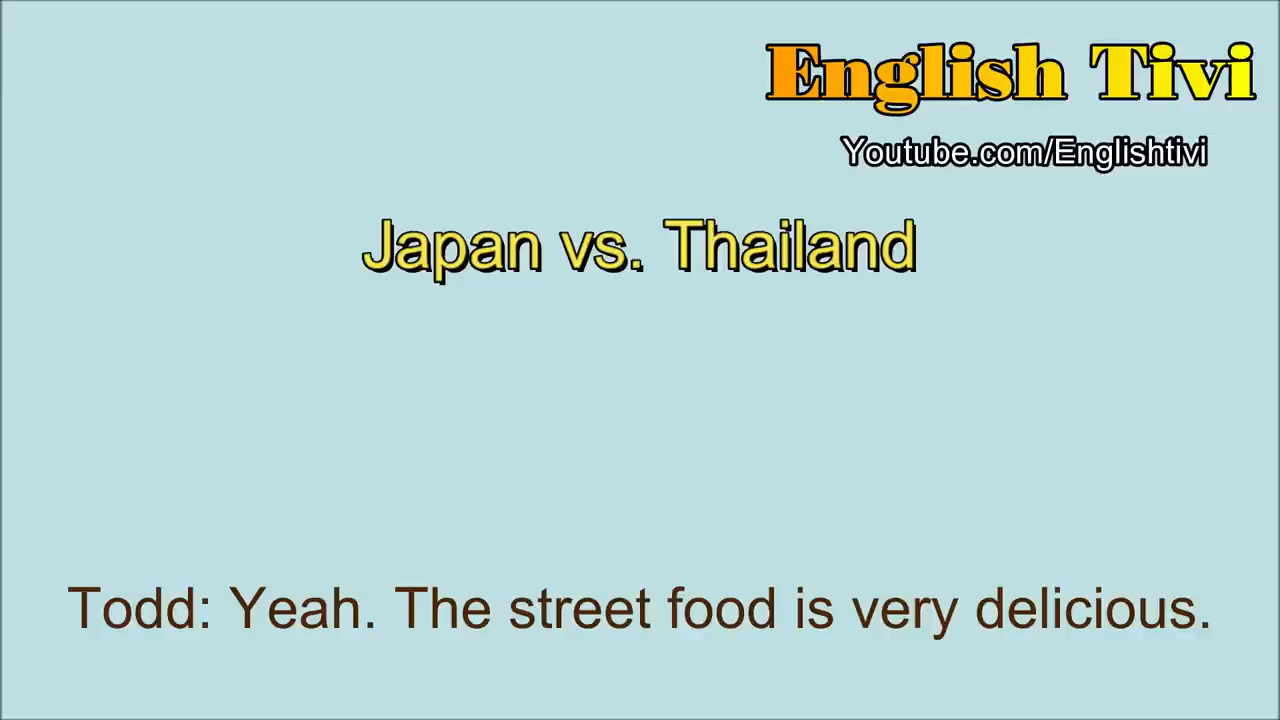 English Tivi
Youtube.com/Englishtivi
Japan vs. Thailand
Todd: Yeah. The street food is very delicious.